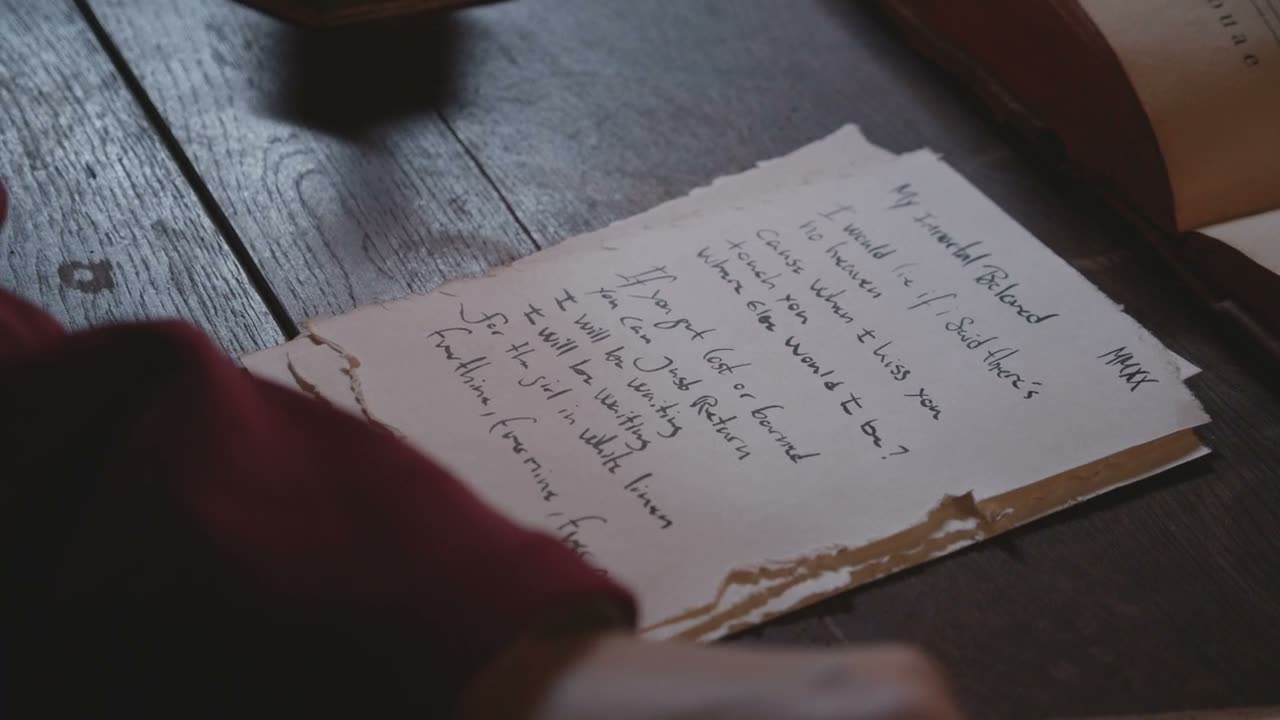 My Immortal Beloved
MMXX
I would lie if i said there's
no heaven
cause when I kiss you
touch you
where else would I be?
If you get lost or burned
you can just Return
I will be waiting
I will be waiting
for the girl in white linen
ouae